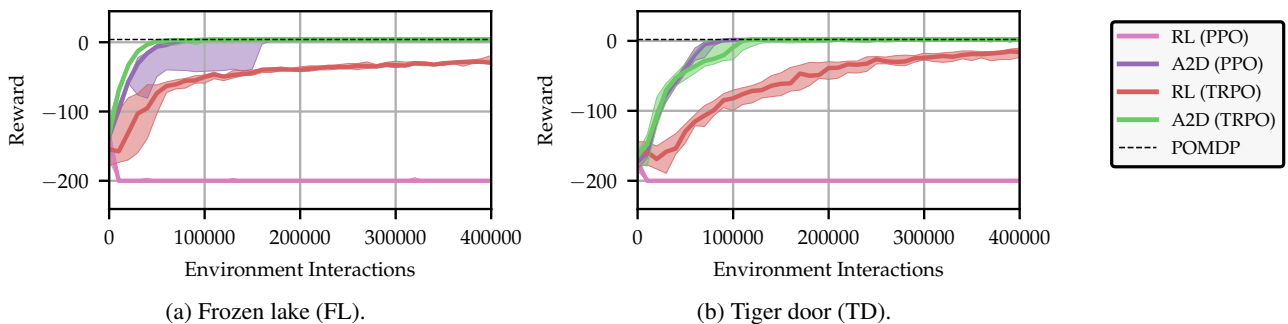 0
−100
−200
Reward
0
100000
200000
300000
400000
Environment Interactions
(a) Frozen lake (FL).
0
−100
−200
Reward
0
100000
200000
300000
400000
Environment Interactions
(b) Tiger door (TD).
RL (PPO)
A2D (PPO)
RL (TRPO)
A2D (TRPO)
POMDP